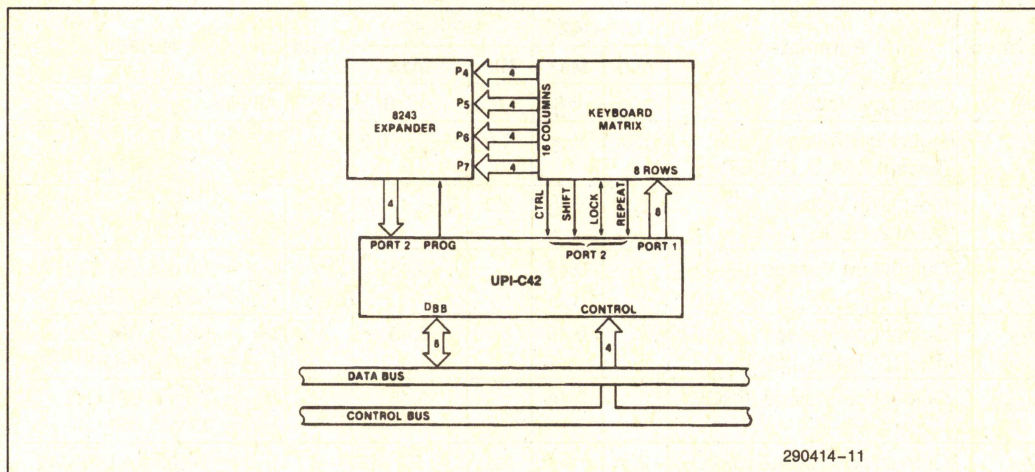 P4 4
8243 EXPANDER
P5 4
P6 4
P7 4
16 COLUMNS
KEYBOARD MATRIX
8 ROWS
4
CTRL
SHIFT
LOCK
REPEAT
8
PORT 2
PROG
PORT 2
PORT 1
UPI-C42
DBB
CONTROL
8
4
DATA BUS
CONTROL BUS
290414-11